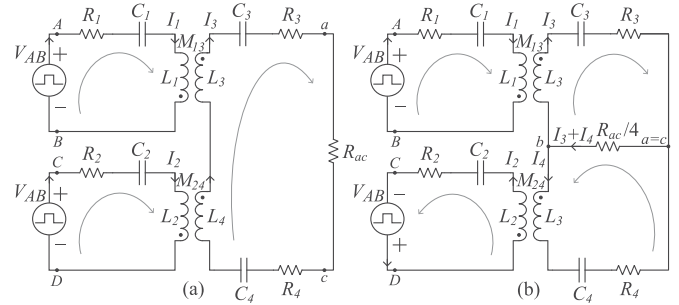 A R1 C1 I1 I3 C3 R3 a
VAB + − M13 L1 L3
B
C R2 C2 I2 Rac
VAB + − M24 L2 L4
D (a) C4 R4 c
A R1 C1 I1 I3 C3 R3
VAB + − M13 L1 L3
B b I3+I4 Rac/4 a=c
C R2 C2 I2 I4
VAB − + M24 L2 L3
D (b) C4 R4